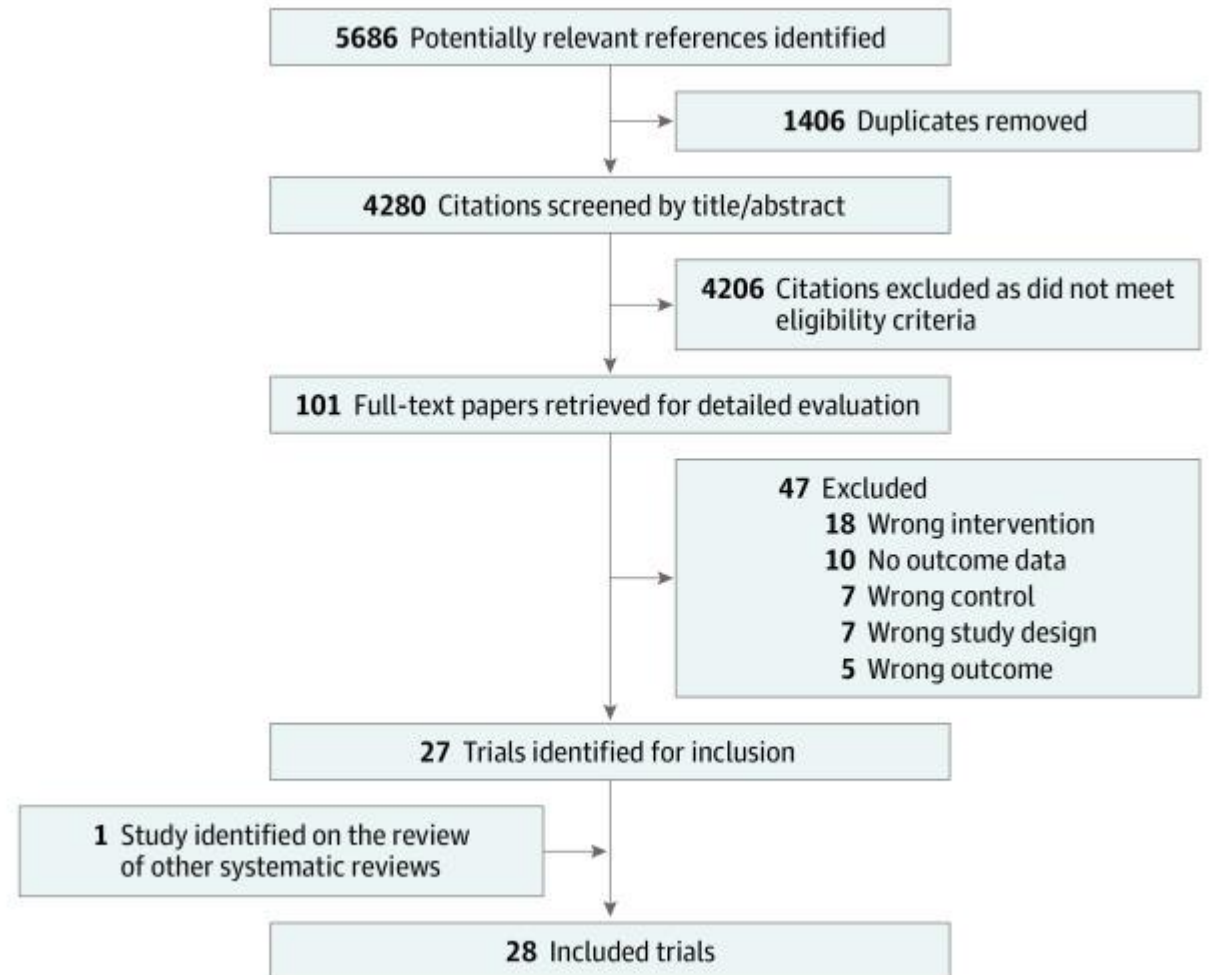 5686 Potentially relevant references identified
1406 Duplicates removed
4280 Citations screened by title/abstract
4206 Citations excluded as did not meet
eligibility criteria
101 Full-text papers retrieved for detailed evaluation
47 Excluded
18 Wrong intervention
10 No outcome data
7 Wrong control
7 Wrong study design
5 Wrong outcome
27 Trials identified for inclusion
1 Study identified on the review
of other systematic reviews
28 Included trials